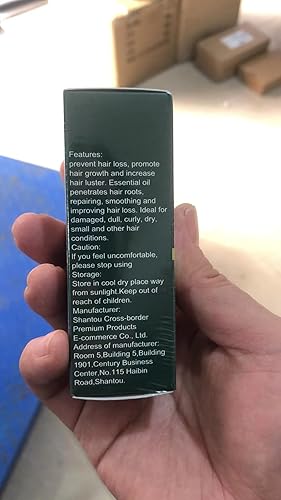 Features:
prevent hair loss, promote
hair growth and increase
hair luster. Essential oil
penetrates hair roots,
repairing, smoothing and
improving hair loss. Ideal for
damaged, dull, curly, dry,
small and other hair
conditions.
Caution:
If you feel uncomfortable,
please stop using
Storage:
Store in cool dry place way
from sunlight.Keep out of
reach of children.
Manufacturer:
Shantou Cross-border
Premium Products
E-commerce Co., Ltd.
Address of manufacturer:
Room 5,Building 5,Building
1901,Century Business
Center,No.115 Haibin
Road,Shantou.